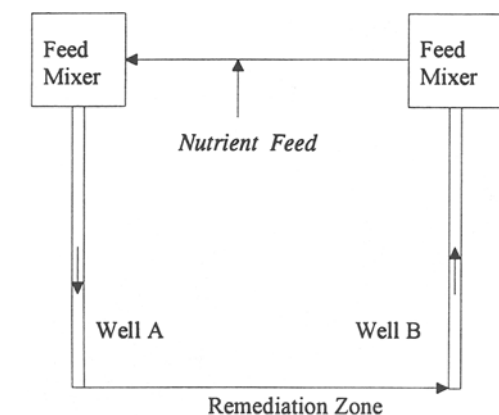 Feed
Mixer
Feed
Mixer
Nutrient Feed
Well A
Well B
Remediation Zone